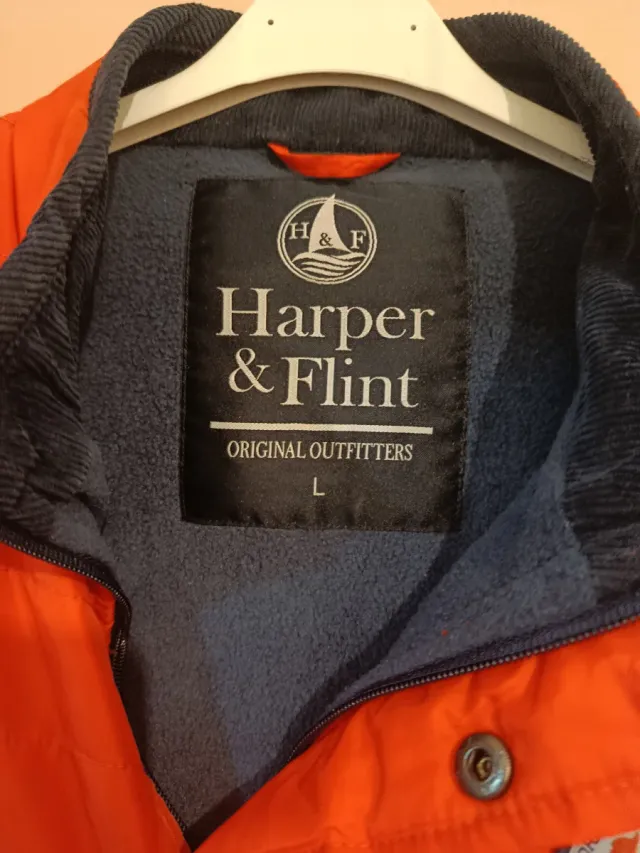 H & F
Harper
& Flint
ORIGINAL OUTFITTERS
L